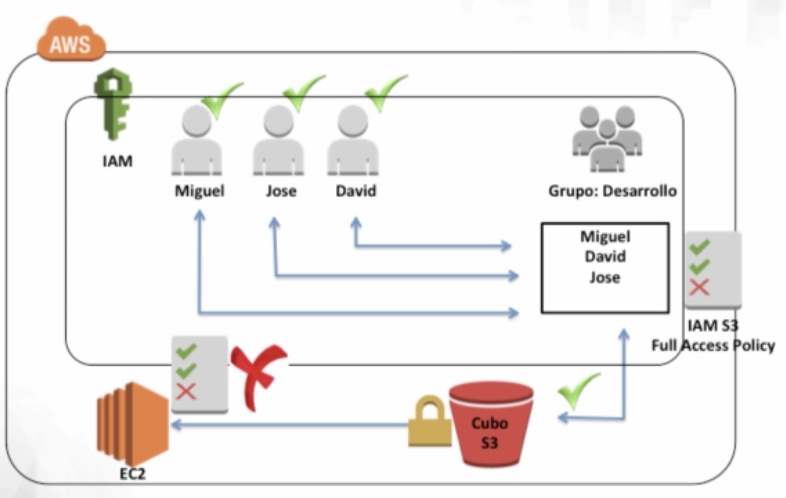 AWS
IAM
Miguel
Jose
David
Grupo: Desarrollo
Miguel
David
Jose
IAM S3
Full Access Policy
Cubo
S3
EC2